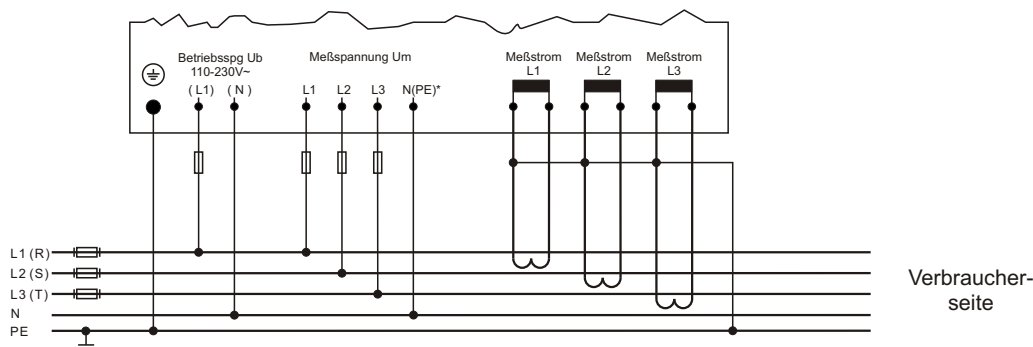 Betriebsspg Ub
110-230V~
( L1) ( N )
Meßspannung Um
L1 L2 L3 N(PE)*
Meßstrom
L1
Meßstrom
L2
Meßstrom
L3
L1 (R)
L2 (S)
L3 (T)
N
PE
Verbraucher-
seite